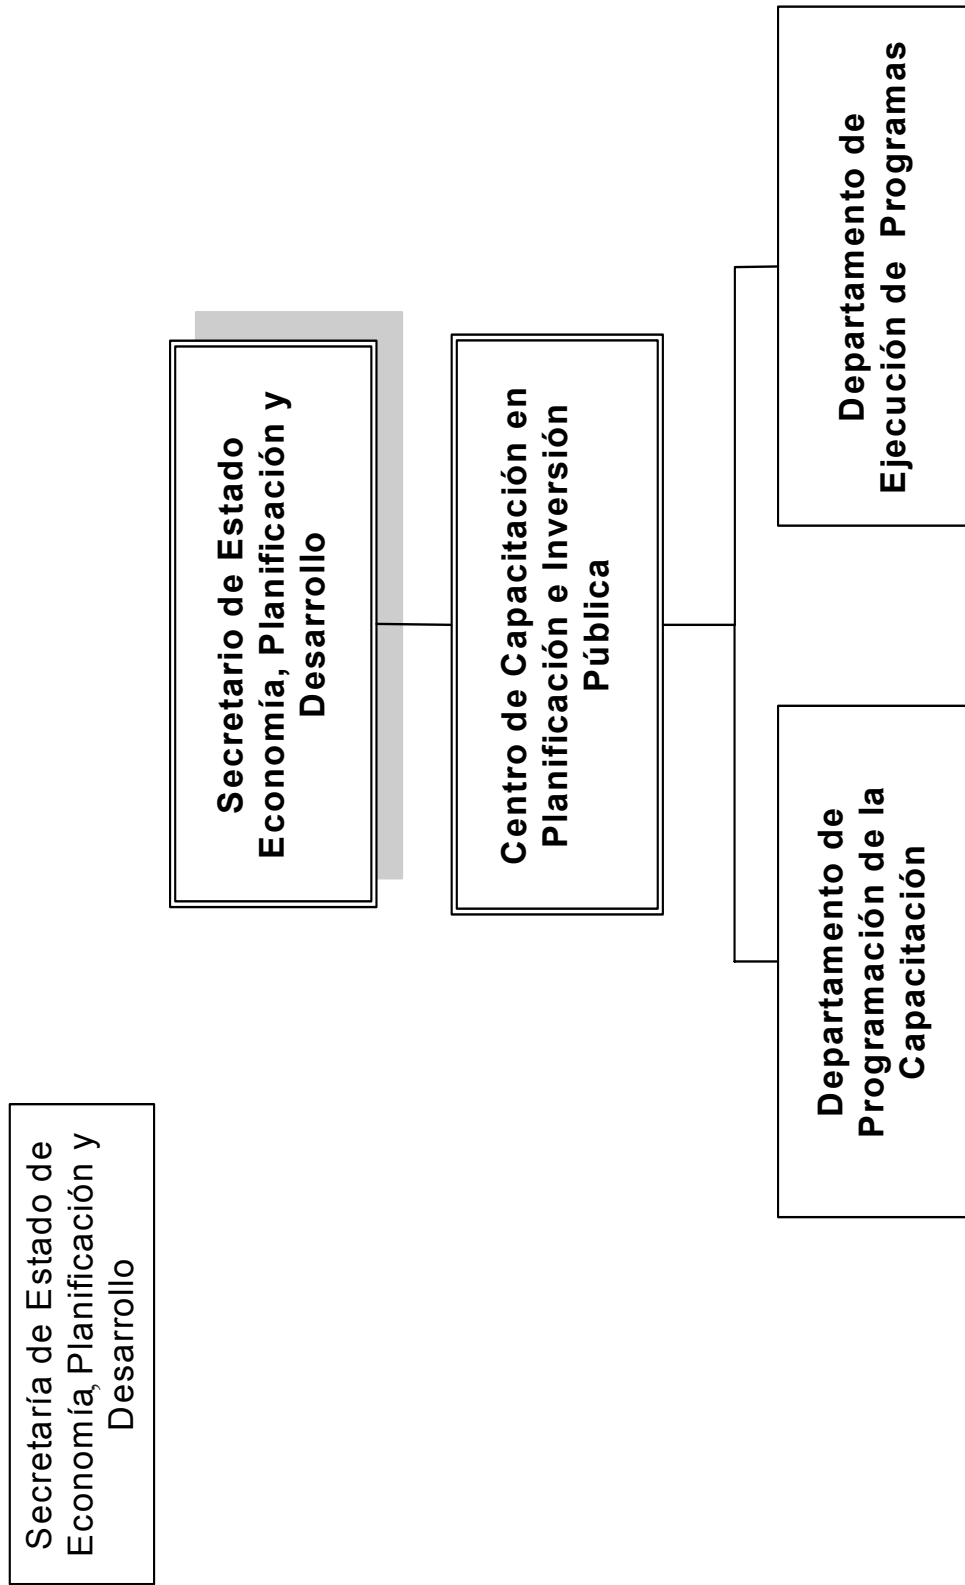 Secretaría de Estado de
Economía, Planificación y
Desarrollo
Secretario de Estado
Economía, Planificación y
Desarrollo
Centro de Capacitación en
Planificación e Inversión
Pública
Departamento de
Programación de la
Capacitación
Departamento de
Ejecución de Programas